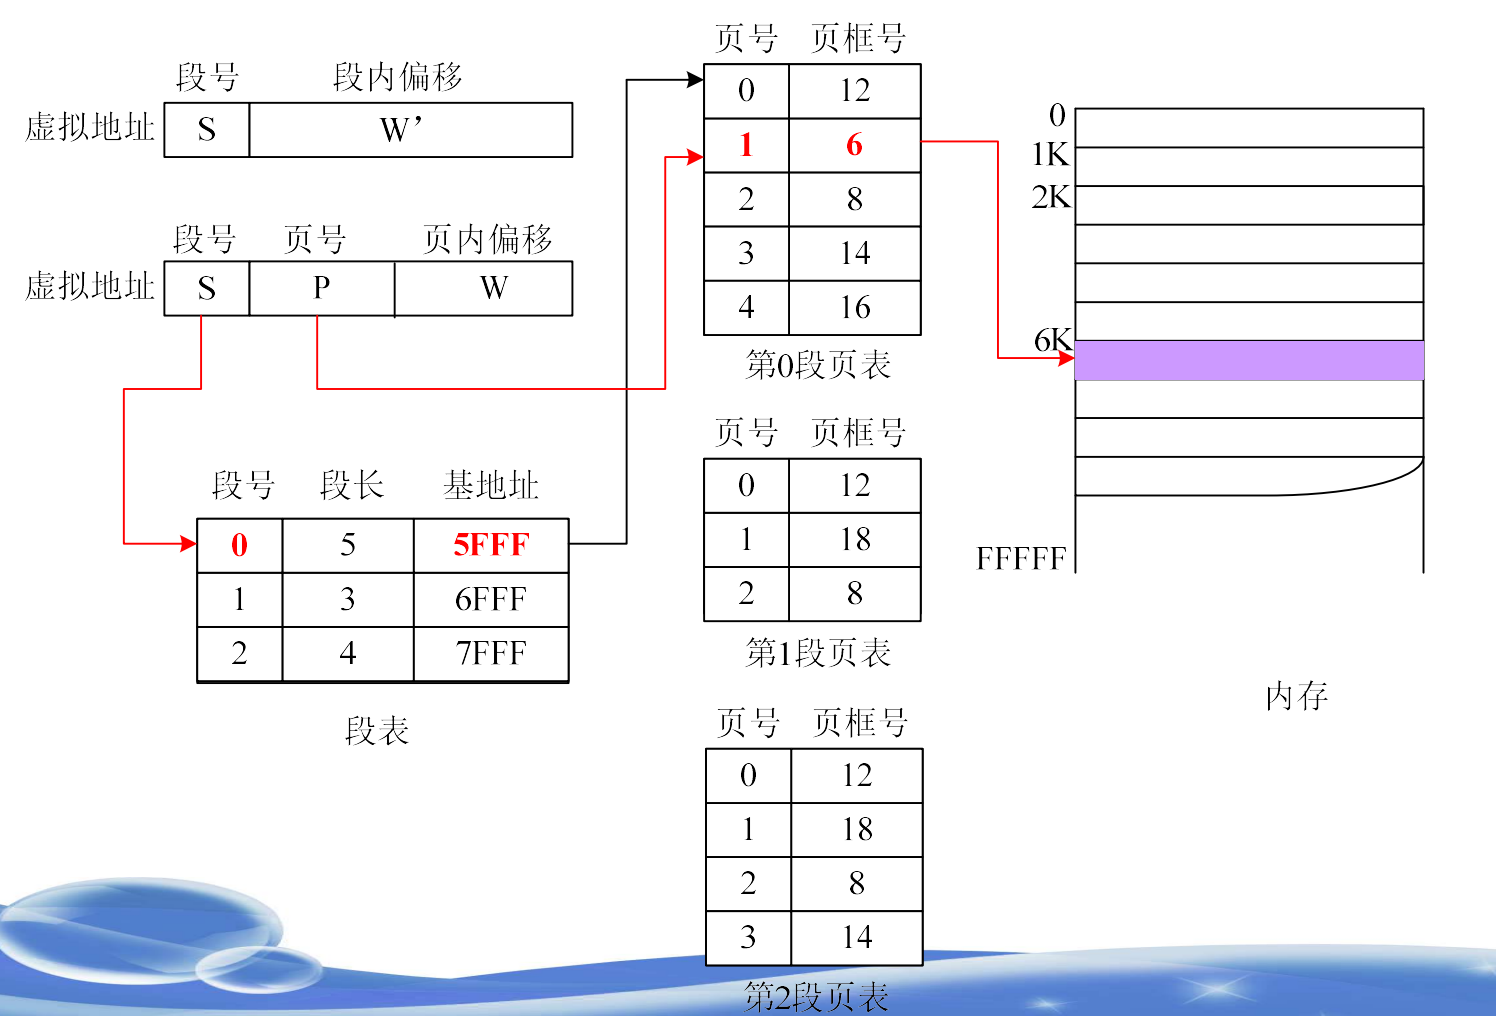 段号 段内偏移
虚拟地址 S W’
段号 页号 页内偏移
虚拟地址 S P W
段号 段长 基地址
0 5 5FFF
1 3 6FFF
2 4 7FFF
段表
页号 页框号
0 12
1 6
2 8
3 14
4 16
第0段页表
页号 页框号
0 12
1 18
2 8
第1段页表
页号 页框号
0 12
1 18
2 8
3 14
第2段页表
0
1K
2K
6K
FFFFF
内存